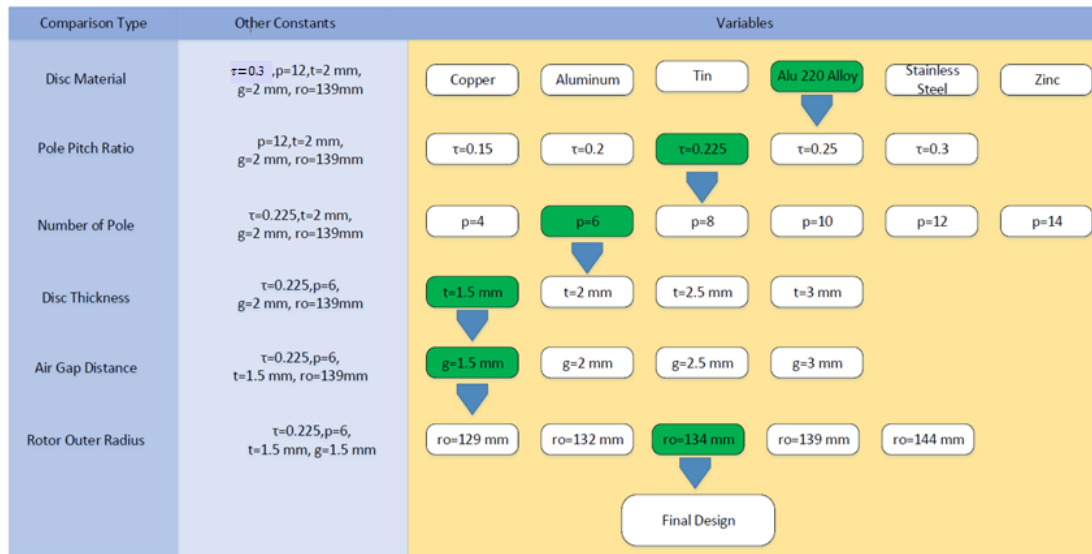 Comparison Type Other Constants Variables
Disc Material
τ=0.3 ,p=12,t=2 mm,
g=2 mm, ro=139mm
Copper Aluminum Tin Alu 220 Alloy Stainless Steel Zinc
Pole Pitch Ratio
p=12,t=2 mm,
g=2 mm, ro=139mm
τ=0.15 τ=0.2 τ=0.225 τ=0.25 τ=0.3
Number of Pole
τ=0.225,t=2 mm,
g=2 mm, ro=139mm
p=4 p=6 p=8 p=10 p=12 p=14
Disc Thickness
τ=0.225,p=6,
g=2 mm, ro=139mm
t=1.5 mm t=2 mm t=2.5 mm t=3 mm
Air Gap Distance
τ=0.225,p=6,
t=1.5 mm, ro=139mm
g=1.5 mm g=2 mm g=2.5 mm g=3 mm
Rotor Outer Radius
τ=0.225,p=6,
t=1.5 mm, g=1.5 mm
ro=129 mm ro=132 mm ro=134 mm ro=139 mm ro=144 mm
Final Design